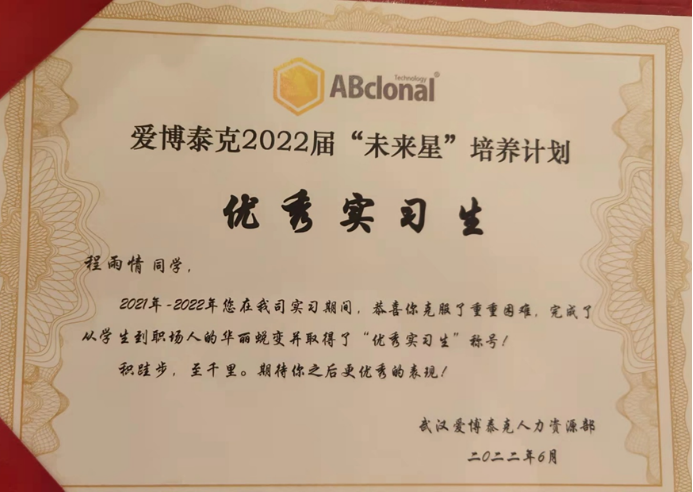 ABclonal®
Technology
爱博泰克2022届“未来星”培养计划
优秀实习生
程雨情 同学，
2021年-2022年您在我司实习期间，恭喜你克服了重重困难，完成了
从学生到职场人的华丽蜕变并取得了“优秀实习生”称号！
积跬步，至千里。期待你之后更优秀的表现！
武汉爱博泰克人力资源部
二〇二二年6月